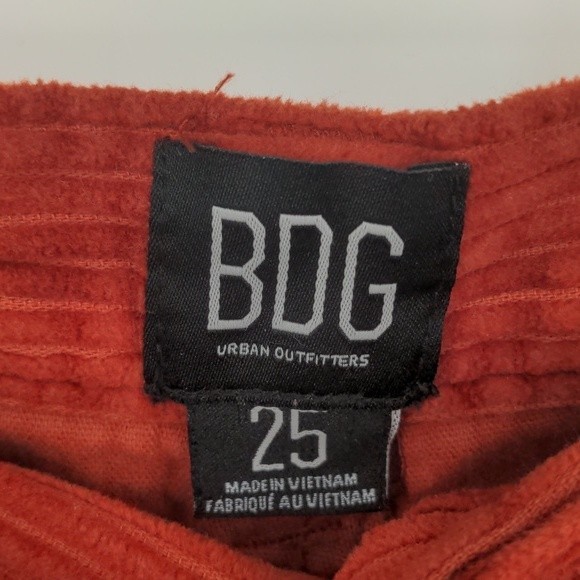 BDG
URBAN OUTFITTERS
25
MADE IN VIETNAM
FABRIQUÉ AU VIETNAM